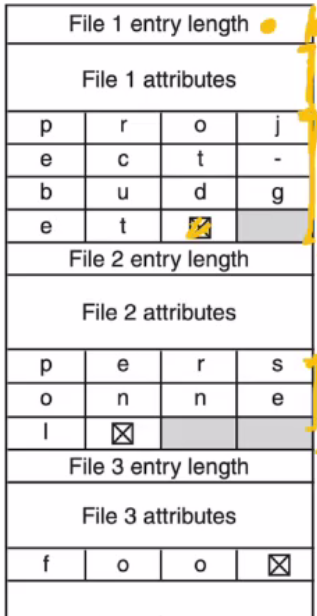 File 1 entry length
File 1 attributes
p r o j
e c t -
b u d g
e t ☒
File 2 entry length
File 2 attributes
p e r s
o n n e
l ☒
File 3 entry length
File 3 attributes
f o o ☒